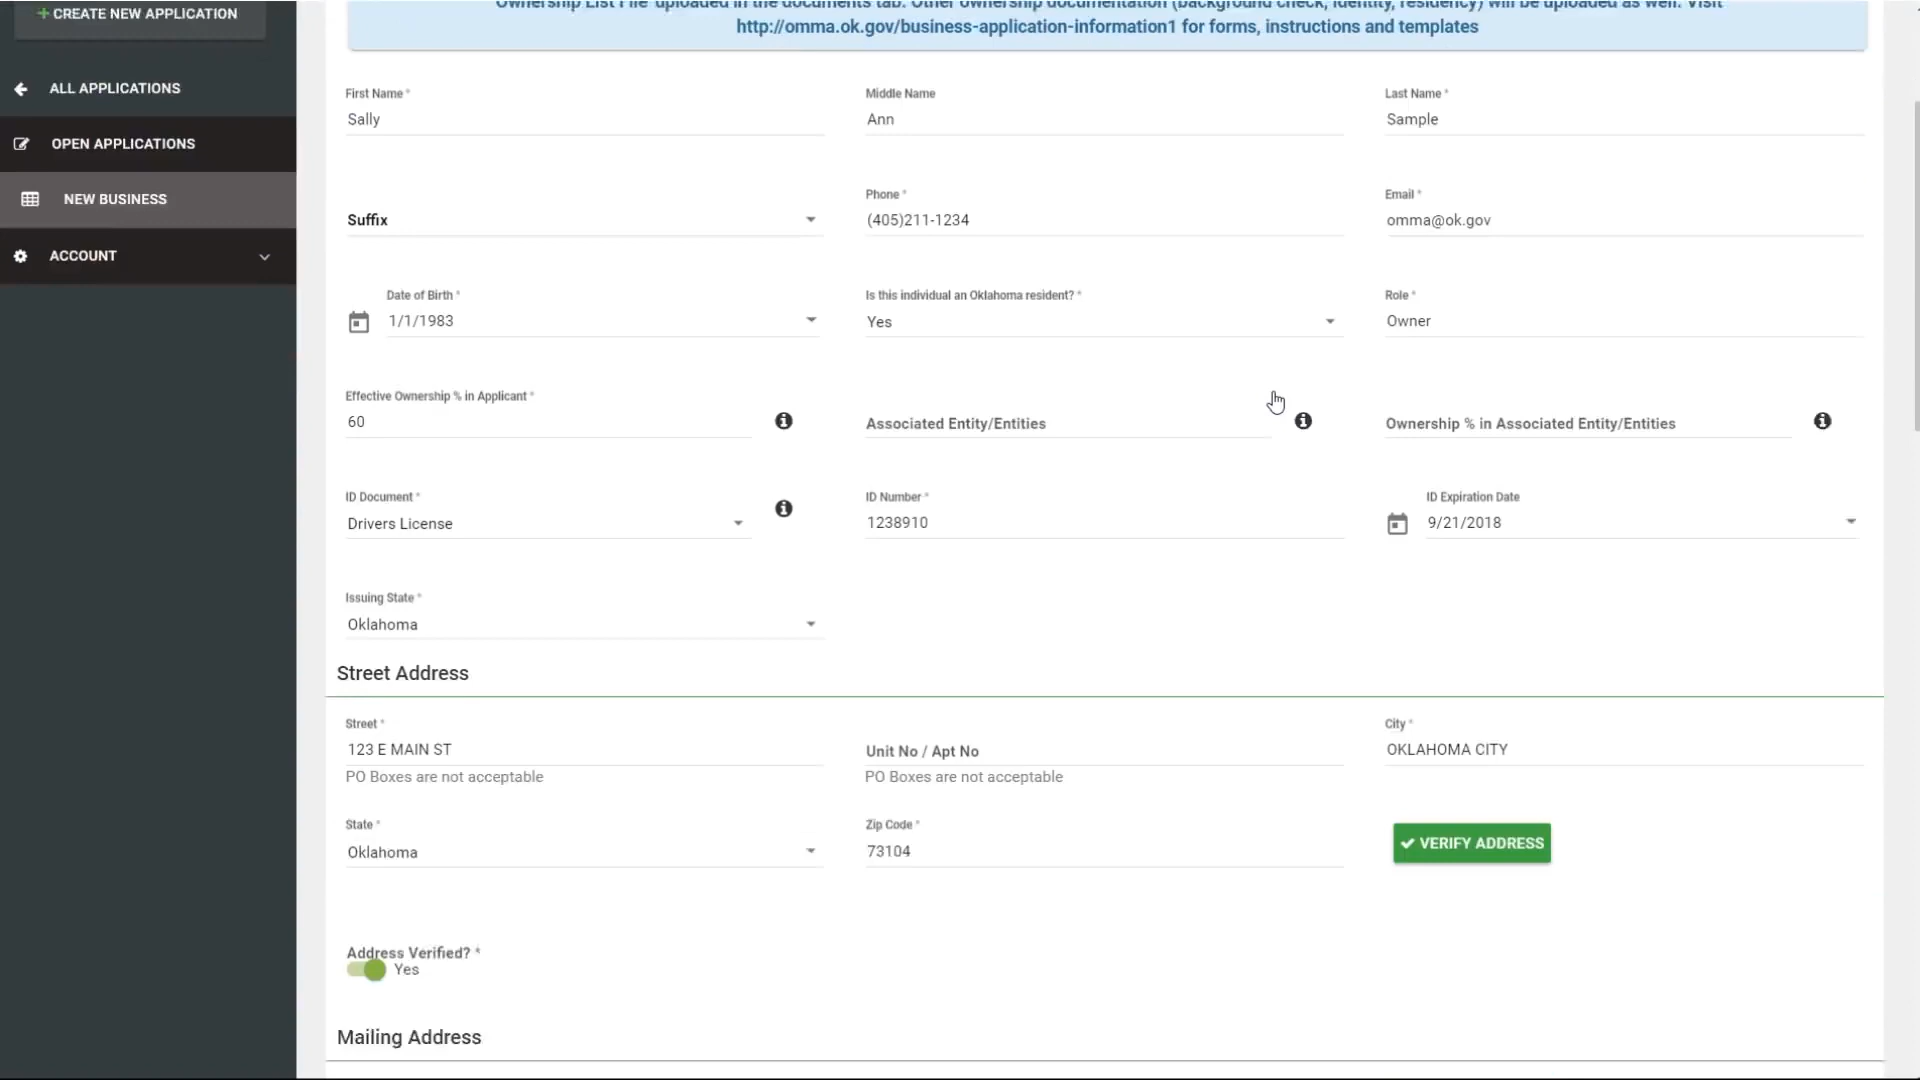 + CREATE NEW APPLICATION
ALL APPLICATIONS
OPEN APPLICATIONS
NEW BUSINESS
ACCOUNT
Ownership List File' uploaded in the documents tab. Other ownership documentation (background check, identity, residency) will be uploaded as well. Visit
http://omma.ok.gov/business-application-information1 for forms, instructions and templates
First Name *
Middle Name
Last Name *
Sally
Ann
Sample
Phone *
Email *
Suffix
(405)211-1234
omma@ok.gov
Date of Birth *
Is this individual an Oklahoma resident? *
Role *
1/1/1983
Yes
Owner
Effective Ownership % in Applicant *
60
Associated Entity/Entities
Ownership % in Associated Entity/Entities
ID Document *
ID Number *
ID Expiration Date
Drivers License
1238910
9/21/2018
Issuing State *
Oklahoma
Street Address
Street *
City *
123 E MAIN ST
Unit No / Apt No
OKLAHOMA CITY
PO Boxes are not acceptable
PO Boxes are not acceptable
State *
Zip Code *
Oklahoma
73104
VERIFY ADDRESS
Address Verified? *
Yes
Mailing Address